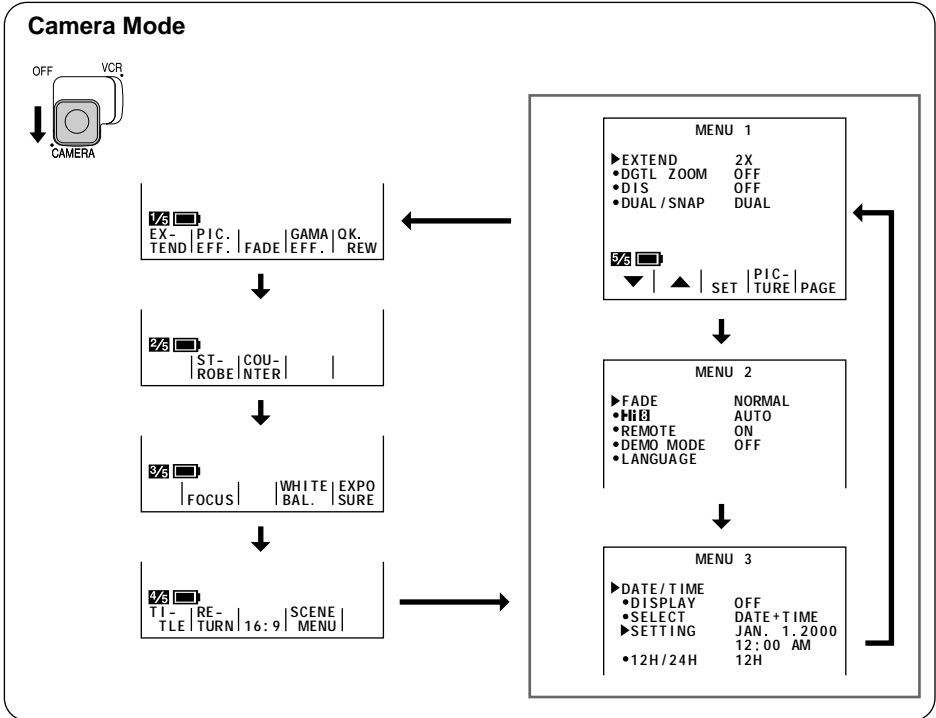 Camera Mode
OFF VCR
CAMERA
1/5
EX- PIC. GAMA QK.
TEND EFF. FADE EFF. REW
2/5
ST- COU-
ROBE NTER
3/5
WHITE EXPO
FOCUS BAL. SURE
4/5
TI- RE- SCENE
TLE TURN 16:9 MENU
MENU 1
▶EXTEND 2X
•DGTL ZOOM OFF
•DIS OFF
•DUAL/SNAP DUAL
5/5
PIC-
▼ ▲ SET TURE PAGE
MENU 2
▶FADE NORMAL
•Hi8 AUTO
•REMOTE ON
•DEMO MODE OFF
•LANGUAGE
MENU 3
▶DATE/TIME
•DISPLAY OFF
•SELECT DATE+TIME
▶SETTING JAN. 1.2000
12:00 AM
•12H/24H 12H